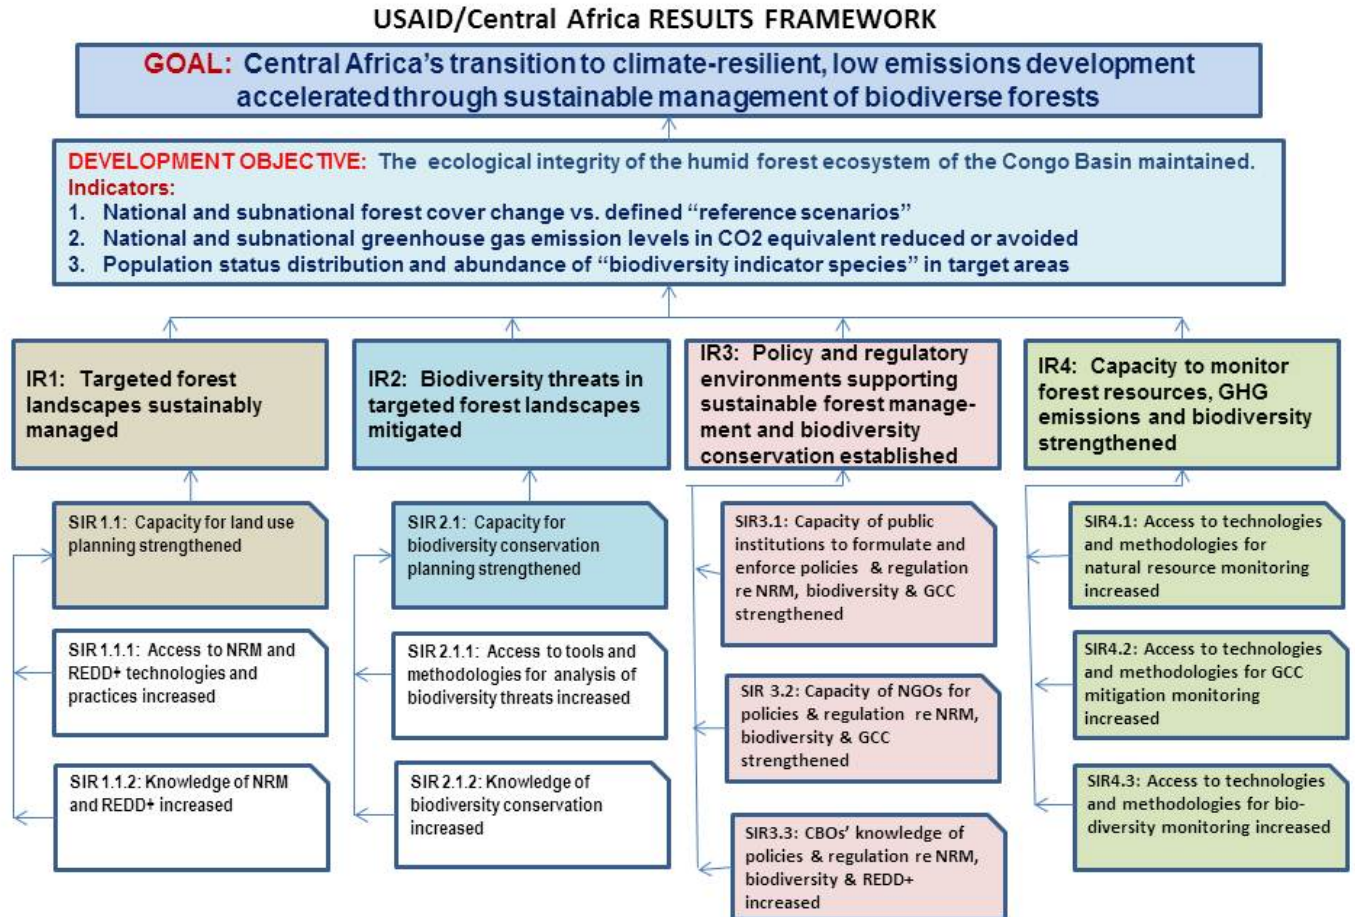 USAID/Central Africa RESULTS FRAMEWORK
GOAL: Central Africa's transition to climate-resilient, low emissions development
accelerated through sustainable management of biodiverse forests
DEVELOPMENT OBJECTIVE: The ecological integrity of the humid forest ecosystem of the Congo Basin maintained.
Indicators:
1. National and subnational forest cover change vs. defined “reference scenarios”
2. National and subnational greenhouse gas emission levels in CO2 equivalent reduced or avoided
3. Population status distribution and abundance of “biodiversity indicator species” in target areas
IR1: Targeted forest
landscapes sustainably
managed
SIR 1.1: Capacity for land use
planning strengthened
SIR 1.1.1: Access to NRM and
REDD+ technologies and
practices increased
SIR 1.1.2: Knowledge of NRM
and REDD+ increased
IR2: Biodiversity threats in
targeted forest landscapes
mitigated
SIR 2.1: Capacity for
biodiversity conservation
planning strengthened
SIR 2.1.1: Access to tools and
methodologies for analysis of
biodiversity threats increased
SIR 2.1.2: Knowledge of
biodiversity conservation
increased
IR3: Policy and regulatory
environments supporting
sustainable forest manage-
ment and biodiversity
conservation established
SIR3.1: Capacity of public
institutions to formulate and
enforce policies & regulation
re NRM, biodiversity & GCC
strengthened
SIR 3.2: Capacity of NGOs for
policies & regulation re NRM,
biodiversity & GCC
strengthened
SIR3.3: CBOs' knowledge of
policies & regulation re NRM,
biodiversity & REDD+
increased
IR4: Capacity to monitor
forest resources, GHG
emissions and biodiversity
strengthened
SIR4.1: Access to technologies
and methodologies for
natural resource monitoring
increased
SIR4.2: Access to technologies
and methodologies for GCC
mitigation monitoring
increased
SIR4.3: Access to technologies
and methodologies for bio-
diversity monitoring increased